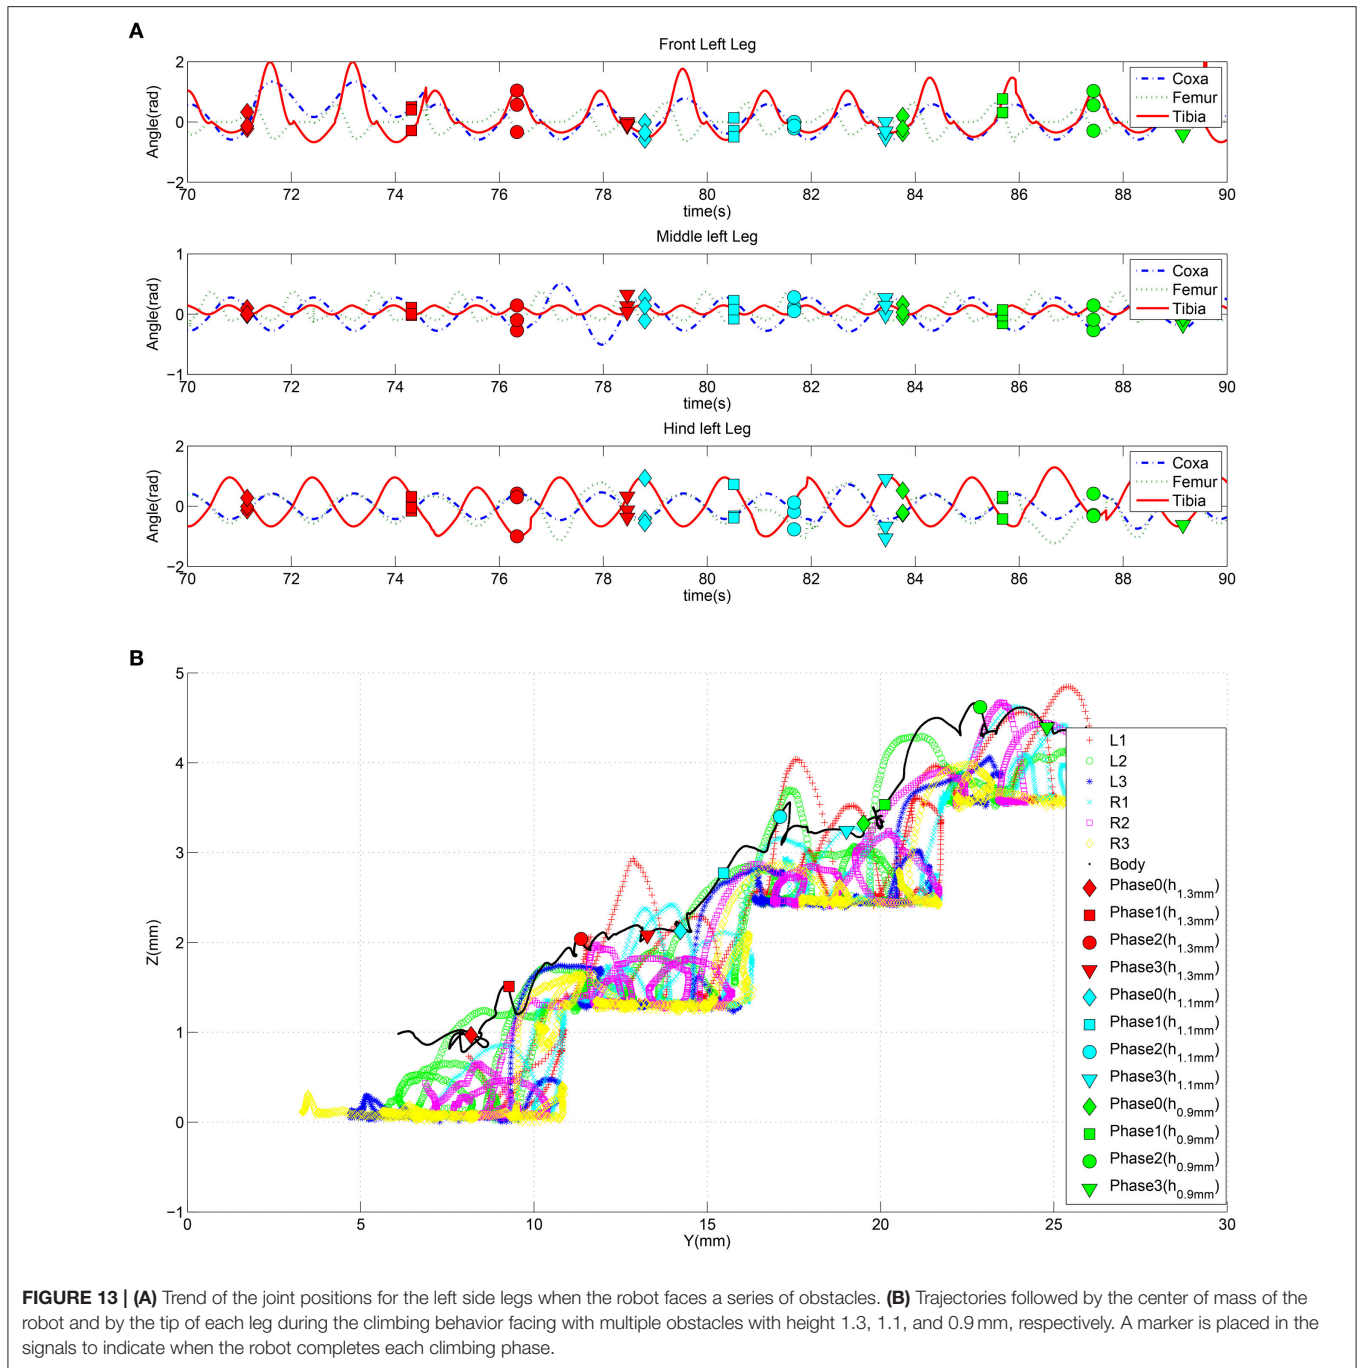 A
Front Left Leg
2
0
−2
Angle(rad)
Coxa
Femur
Tibia
70 72 74 76 78 80 82 84 86 88 90
time(s)
Middle left Leg
1
0
−1
Angle(rad)
Coxa
Femur
Tibia
70 72 74 76 78 80 82 84 86 88 90
time(s)
Hind left Leg
2
0
−2
Angle(rad)
Coxa
Femur
Tibia
70 72 74 76 78 80 82 84 86 88 90
time(s)
B
5
4
3
2
1
0
−1
Z(mm)
L1
L2
L3
R1
R2
R3
Body
Phase0(h1.3mm)
Phase1(h1.3mm)
Phase2(h1.3mm)
Phase3(h1.3mm)
Phase0(h1.1mm)
Phase1(h1.1mm)
Phase2(h1.1mm)
Phase3(h1.1mm)
Phase0(h0.9mm)
Phase1(h0.9mm)
Phase2(h0.9mm)
Phase3(h0.9mm)
0 5 10 15 20 25 30
Y(mm)
FIGURE 13 | (A) Trend of the joint positions for the left side legs when the robot faces a series of obstacles. (B) Trajectories followed by the center of mass of the
robot and by the tip of each leg during the climbing behavior facing with multiple obstacles with height 1.3, 1.1, and 0.9 mm, respectively. A marker is placed in the
signals to indicate when the robot completes each climbing phase.